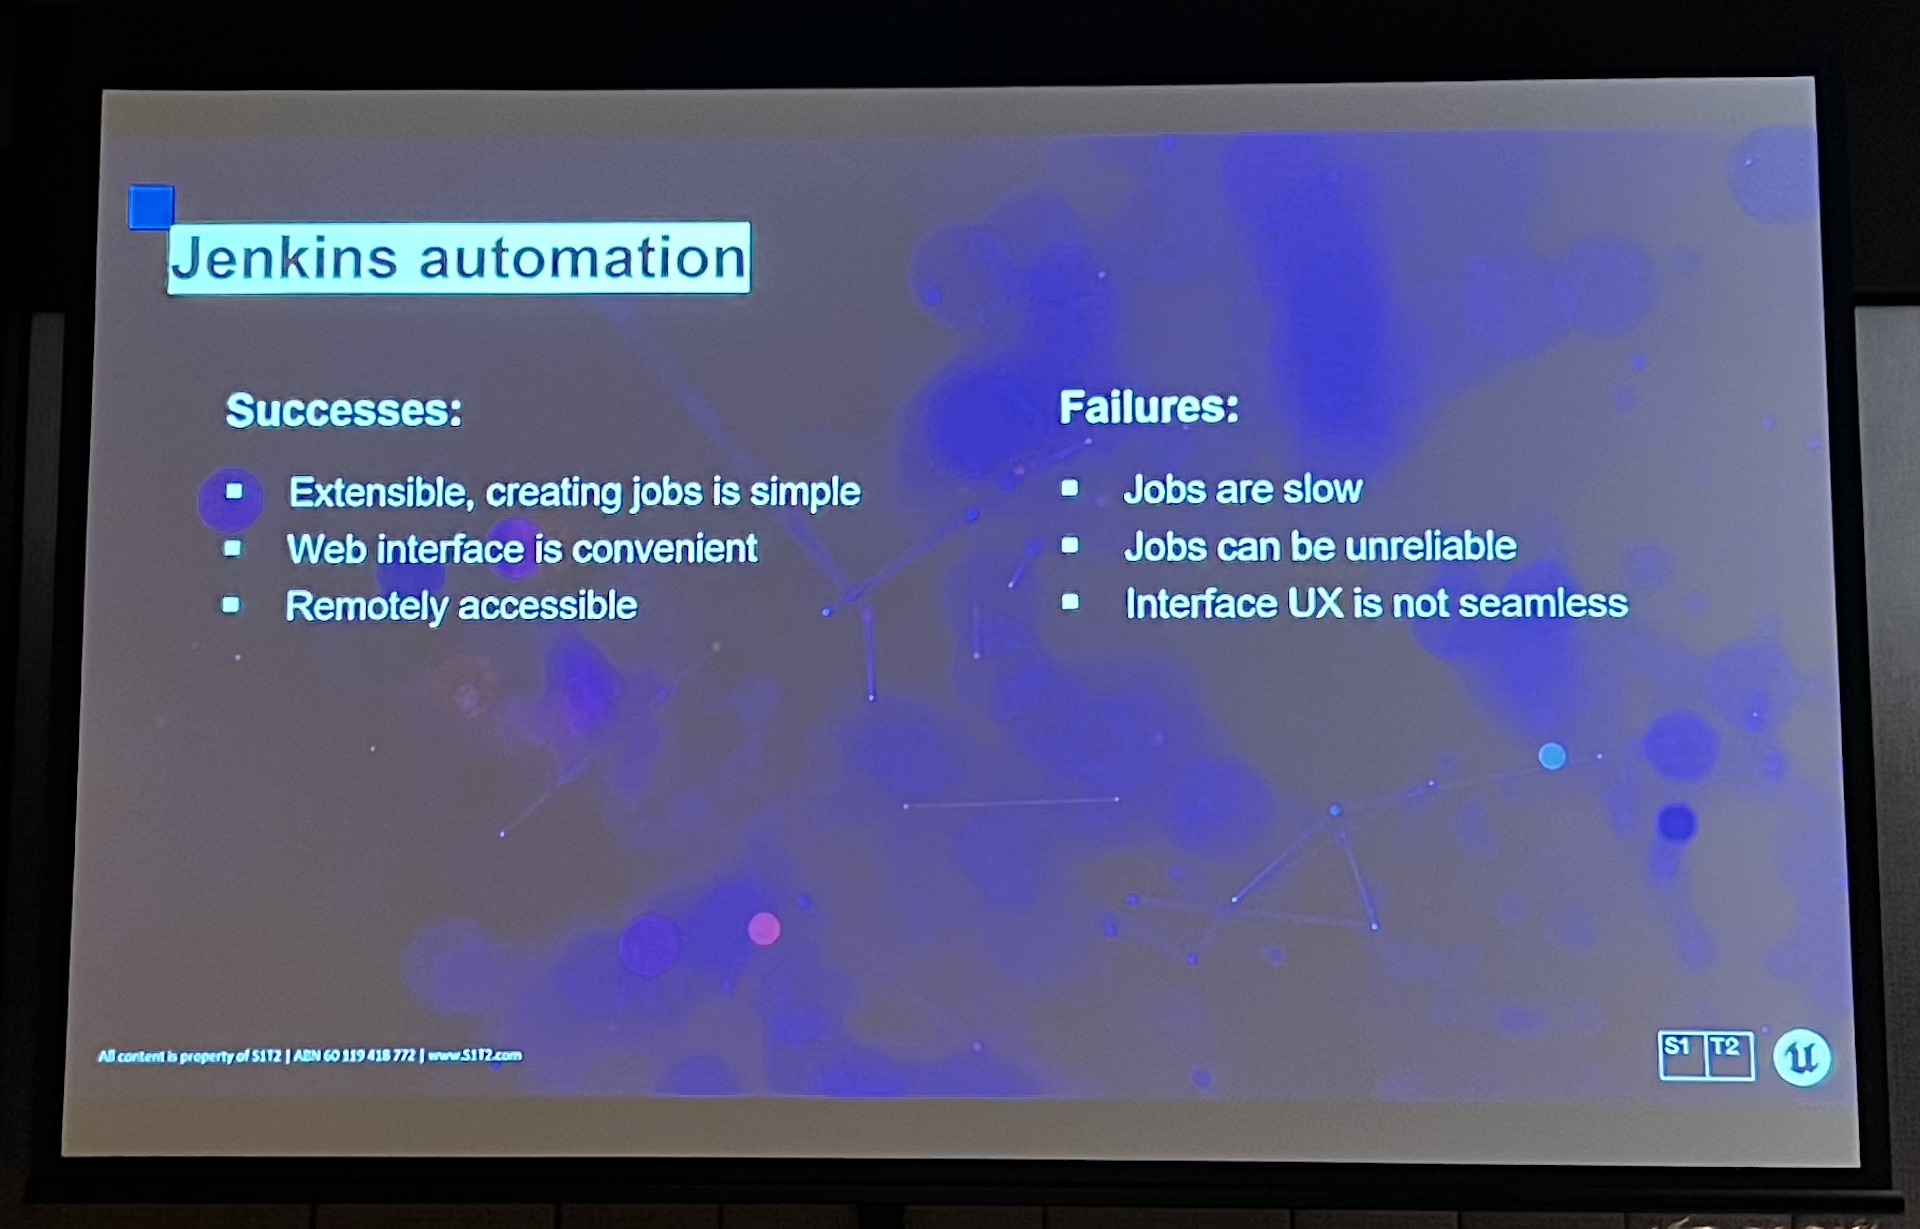 Jenkins automation
Successes:
Extensible, creating jobs is simple
Web interface is convenient
Remotely accessible
Failures:
Jobs are slow
Jobs can be unreliable
Interface UX is not seamless
All content is property of S1T2 | ABN 60 119 418 772 | www.S1T2.com
S1 T2